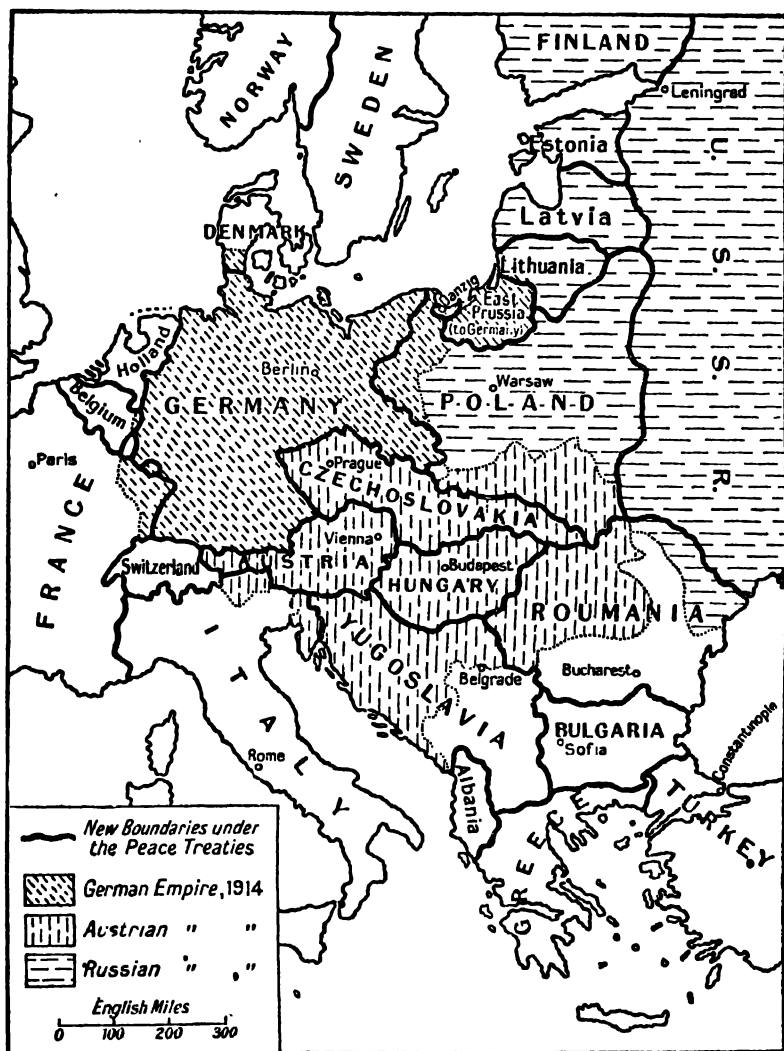 FINLAND
NORWAY
SWEDEN
Leningrad
Estonia
U. S. S. R.
Latvia
DENMARK
Lithuania
Danzig
East
Prussia
(to Germany)
Holland
Berlin
Warsaw
Belgium
GERMANY
POLAND
Paris
Prague
CZECHOSLOVAKIA
FRANCE
Vienna
Switzerland
AUSTRIA
Budapest
HUNGARY
ROUMANIA
ITALY
YUGOSLAVIA
Belgrade
Bucharest
BULGARIA
Sofia
Constantinople
Rome
Albania
TURKEY
GREECE
New Boundaries under
the Peace Treaties
German Empire, 1914
Austrian " "
Russian " "
English Miles
0 100 200 300